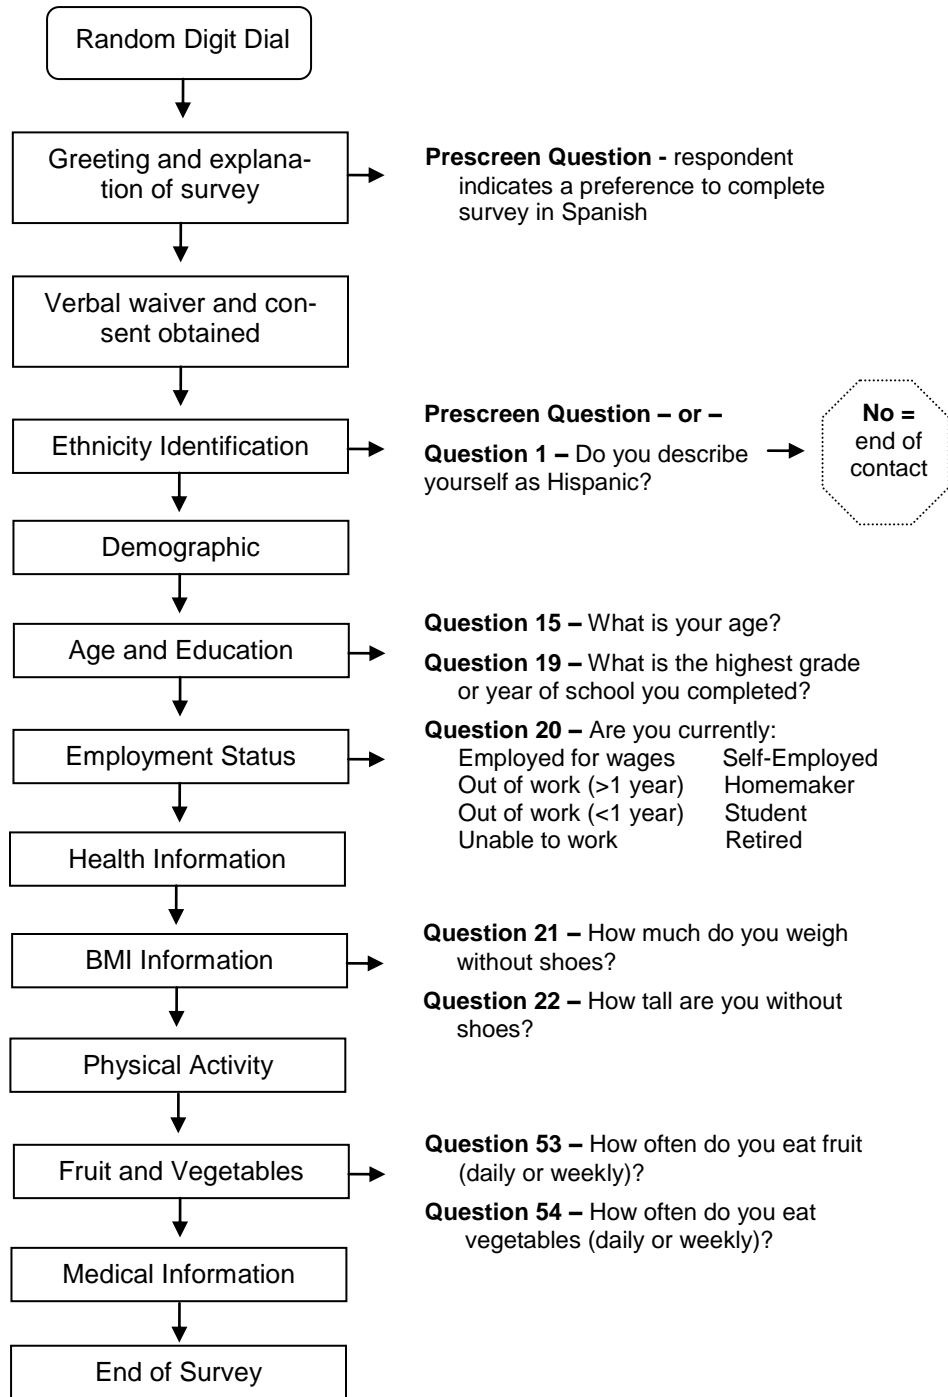 Random Digit Dial
Greeting and explana-
tion of survey
Prescreen Question - respondent
indicates a preference to complete
survey in Spanish
Verbal waiver and con-
sent obtained
Ethnicity Identification
Prescreen Question – or –
Question 1 – Do you describe
yourself as Hispanic?
No =
end of
contact
Demographic
Age and Education
Question 15 – What is your age?
Question 19 – What is the highest grade
or year of school you completed?
Employment Status
Question 20 – Are you currently:
Employed for wages Self-Employed
Out of work (>1 year) Homemaker
Out of work (<1 year) Student
Unable to work Retired
Health Information
BMI Information
Question 21 – How much do you weigh
without shoes?
Question 22 – How tall are you without
shoes?
Physical Activity
Fruit and Vegetables
Question 53 – How often do you eat fruit
(daily or weekly)?
Question 54 – How often do you eat
vegetables (daily or weekly)?
Medical Information
End of Survey